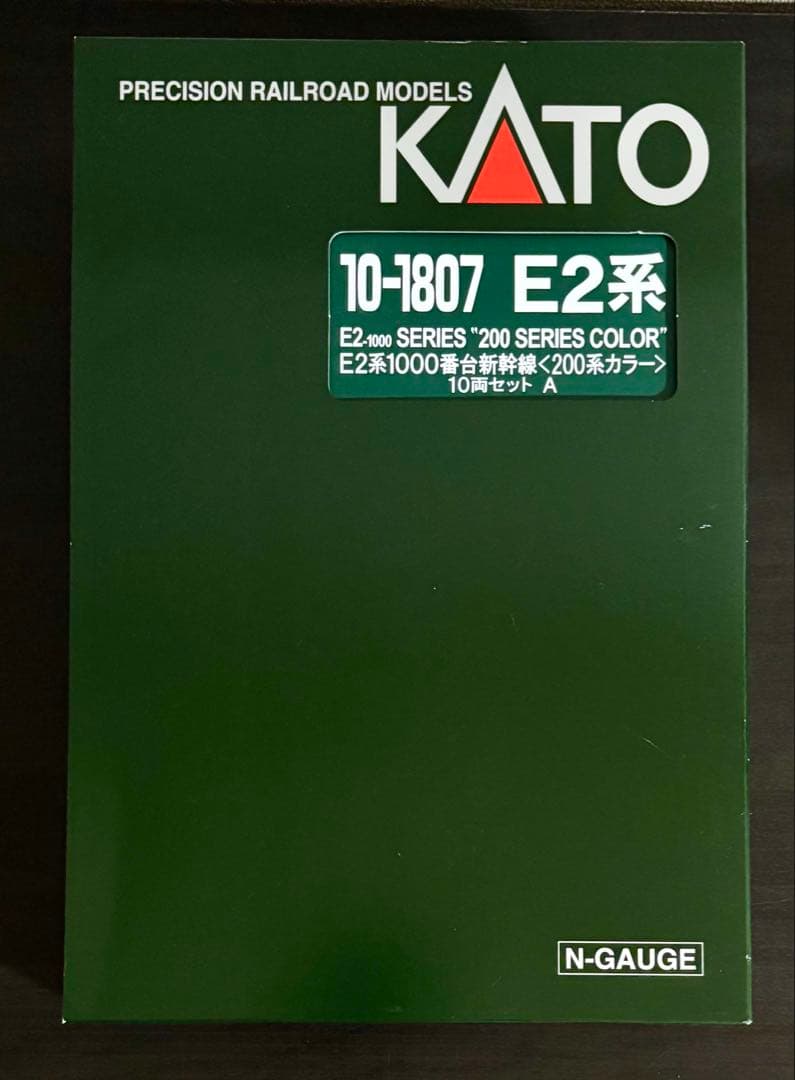 PRECISION RAILROAD MODELS
KATO
10-1807 E2系
E2-1000 SERIES "200 SERIES COLOR"
E2系1000番台新幹線<200系カラー>
10両セット A
N-GAUGE